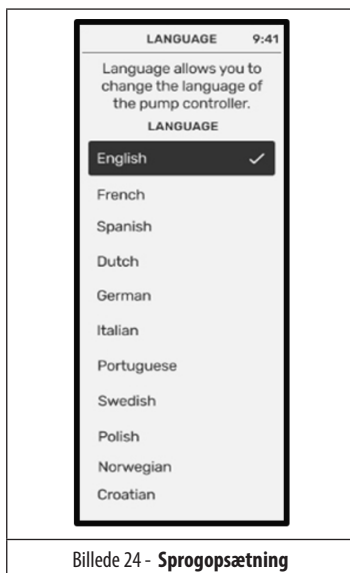 LANGUAGE 9:41
Language allows you to
change the language of
the pump controller.
LANGUAGE
English
French
Spanish
Dutch
German
Italian
Portuguese
Swedish
Polish
Norwegian
Croatian
Billede 24 - Sprogopsætning